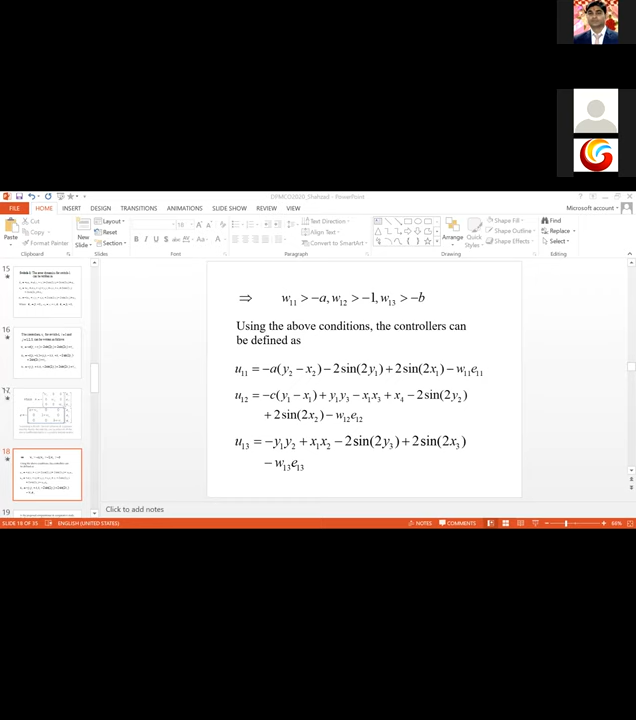 DPMCO2020_Shahzad - PowerPoint
FILE HOME INSERT DESIGN TRANSITIONS ANIMATIONS SLIDE SHOW REVIEW VIEW Microsoft account
Paste Cut Copy Format Painter New Slide Layout Reset Section Text Direction Align Text Convert to SmartArt Arrange Quick Styles Shape Fill Shape Outline Shape Effects Find Replace Select
Clipboard Slides Font Paragraph Drawing Editing
15
16
17
18
19
⇒ w₁₁ > −a, w₁₂ > −1, w₁₃ > −b
Using the above conditions, the controllers can
be defined as
u₁₁ = −a(y₂ − x₂) − 2sin(2y₁) + 2sin(2x₁) − w₁₁e₁₁
u₁₂ = −c(y₁ − x₁) + y₁y₃ − x₁x₃ + x₄ − 2sin(2y₂)
+ 2sin(2x₂) − w₁₂e₁₂
u₁₃ = −y₁y₂ + x₁x₂ − 2sin(2y₃) + 2sin(2x₃)
− w₁₃e₁₃
Click to add notes
SLIDE 18 OF 35 ENGLISH (UNITED STATES) NOTES COMMENTS 66%